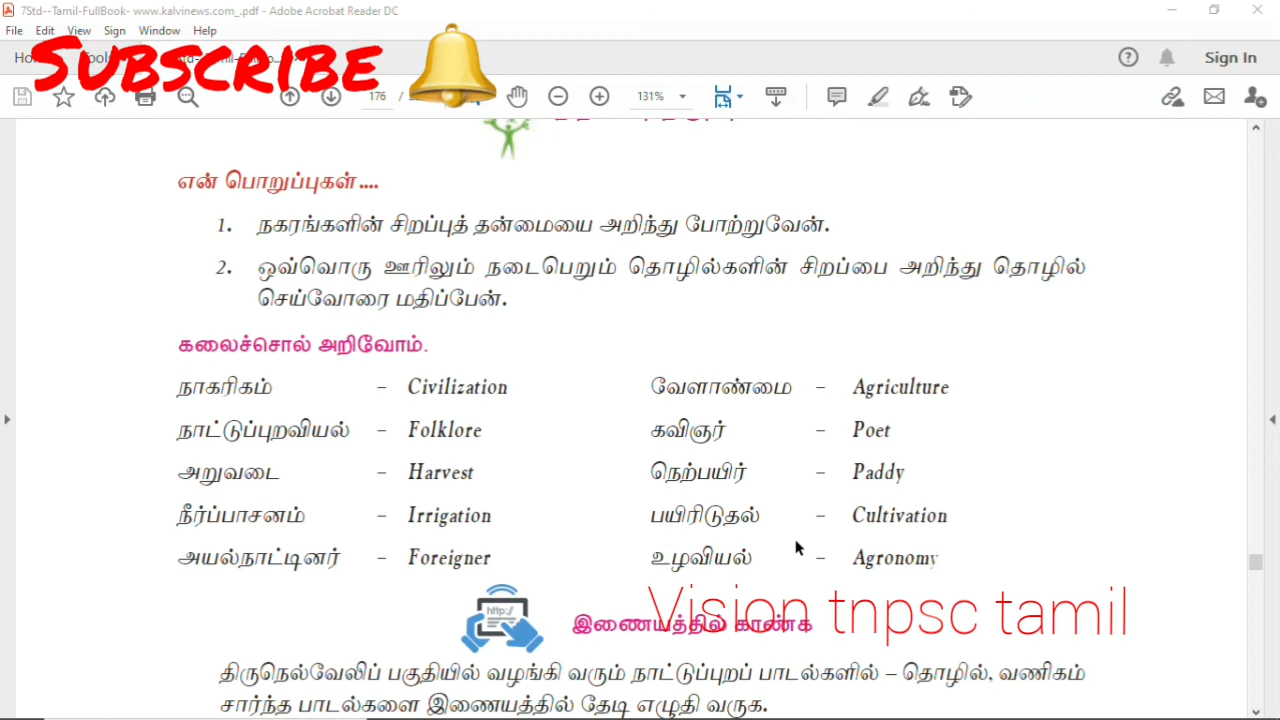 7Std--Tamil-FullBook- www.kalvinews.com_.pdf - Adobe Acrobat Reader DC
File Edit View Sign Window Help
SUBSCRIBE
Sign In
176 / 131%
என் பொறுப்புகள்....
1. நகரங்களின் சிறப்புத் தன்மையை அறிந்து போற்றுவேன்.
2. ஒவ்வொரு ஊரிலும் நடைபெறும் தொழில்களின் சிறப்பை அறிந்து தொழில்
செய்வோரை மதிப்பேன்.
கலைச்சொல் அறிவோம்.
நாகரிகம் – Civilization வேளாண்மை – Agriculture
நாட்டுப்புறவியல் – Folklore கவிஞர் – Poet
அறுவடை – Harvest நெற்பயிர் – Paddy
நீர்ப்பாசனம் – Irrigation பயிரிடுதல் – Cultivation
அயல்நாட்டினர் – Foreigner உழவியல் – Agronomy
http://
இணையத்தில் காண்க
Vision tnpsc tamil
திருநெல்வேலிப் பகுதியில் வழங்கி வரும் நாட்டுப்புறப் பாடல்களில் – தொழில், வணிகம்
சார்ந்த பாடல்களை இணையத்தில் தேடி எழுதி வருக.